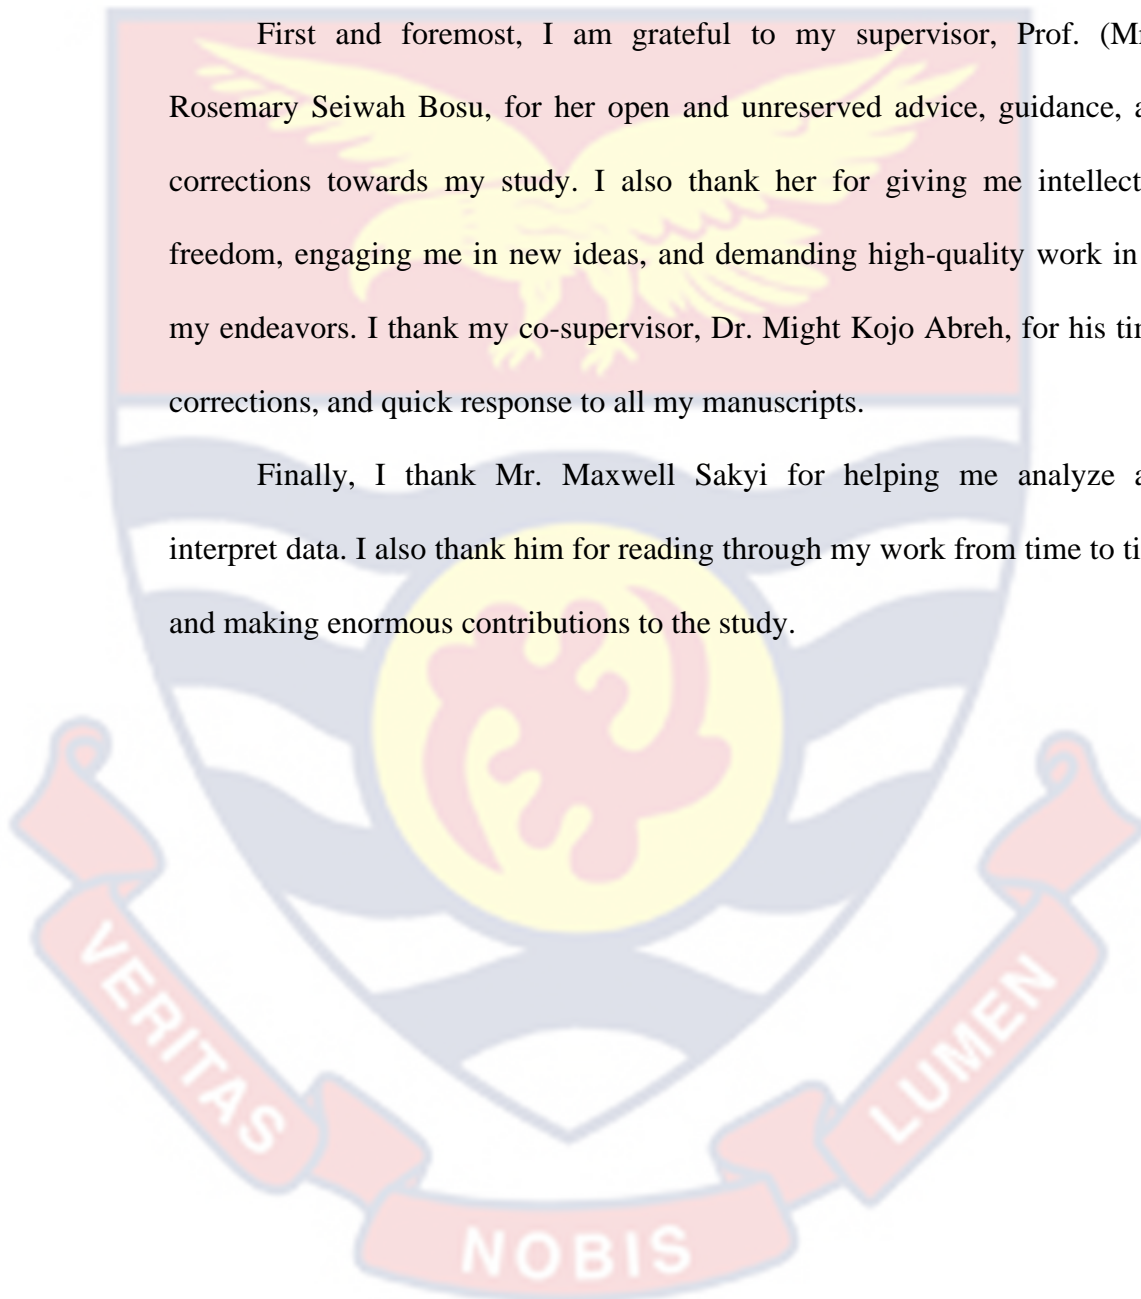 First and foremost, I am grateful to my supervisor, Prof. (Mr
Rosemary Seiwah Bosu, for her open and unreserved advice, guidance, a
corrections towards my study. I also thank her for giving me intellect
freedom, engaging me in new ideas, and demanding high-quality work in
my endeavors. I thank my co-supervisor, Dr. Might Kojo Abreh, for his tir
corrections, and quick response to all my manuscripts.
Finally, I thank Mr. Maxwell Sakyi for helping me analyze a
interpret data. I also thank him for reading through my work from time to ti
and making enormous contributions to the study.
VERITAS
NOBIS
LUMEN